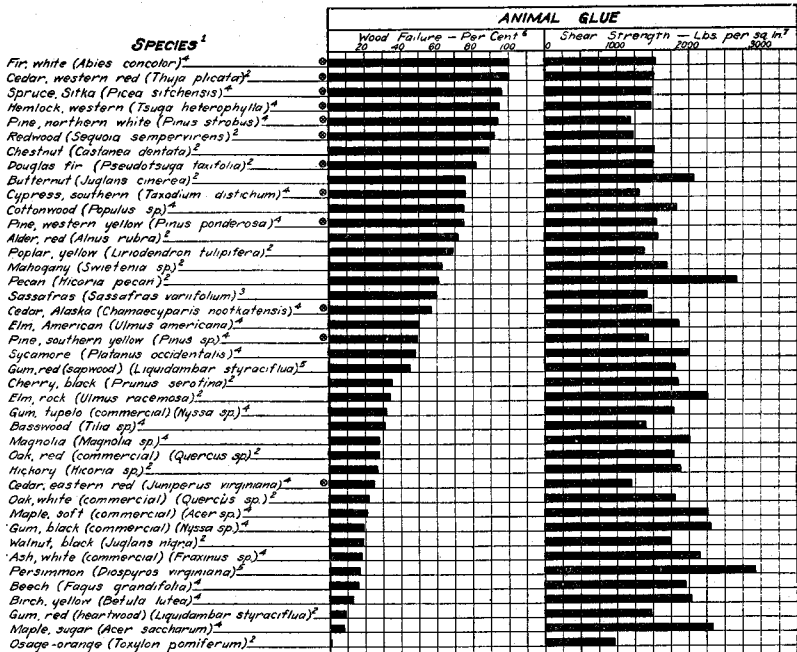 ANIMAL GLUE
SPECIES 1
Wood Failure — Per Cent 6
Shear Strength — Lbs. per sq. in. 7
20 40 60 80 100
0 1000 2000 3000
Fir, white (Abies concolor) 4
Cedar, western red (Thuja plicata) 2
Spruce, Sitka (Picea sitchensis) 4
Hemlock, western (Tsuga heterophylla) 4
Pine, northern white (Pinus strobus) 4
Redwood (Sequoia sempervirens) 2
Chestnut (Castanea dentata) 2
Douglas fir (Pseudotsuga taxifolia) 2
Butternut (Juglans cinerea) 2
Cypress, southern (Taxodium distichum) 4
Cottonwood (Populus sp.) 4
Pine, western yellow (Pinus ponderosa) 4
Alder, red (Alnus rubra)
Poplar, yellow (Liriodendron tulipifera) 2
Mahogany (Swietenia sp.) 2
Pecan (Hicoria pecan) 2
Sassafras (Sassafras variifolium) 3
Cedar, Alaska (Chamaecyparis nootkatensis) 4
Elm, American (Ulmus americana) 4
Pine, southern yellow (Pinus sp.) 4
Sycamore (Platanus occidentalis) 4
Gum, red (sapwood) (Liquidambar styraciflua) 5
Cherry, black (Prunus serotina) 2
Elm, rock (Ulmus racemosa) 2
Gum, tupelo (commercial) (Nyssa sp.) 4
Basswood (Tilia sp.) 4
Magnolia (Magnolia sp.) 4
Oak, red (commercial) (Quercus sp.) 2
Hickory (Hicoria sp.) 2
Cedar, eastern red (Juniperus virginiana) 4
Oak, white (commercial) (Quercus sp.) 2
Maple, soft (commercial) (Acer sp.) 4
Gum, black (commercial) (Nyssa sp.) 4
Walnut, black (Juglans nigra) 2
Ash, white (commercial) (Fraxinus sp.) 4
Persimmon (Diospyros virginiana) 5
Beech (Fagus grandifolia) 4
Birch, yellow (Betula lutea) 4
Gum, red (heartwood) (Liquidambar styraciflua) 2
Maple, sugar (Acer saccharum) 4
Osage-orange (Toxylon pomiferum) 2